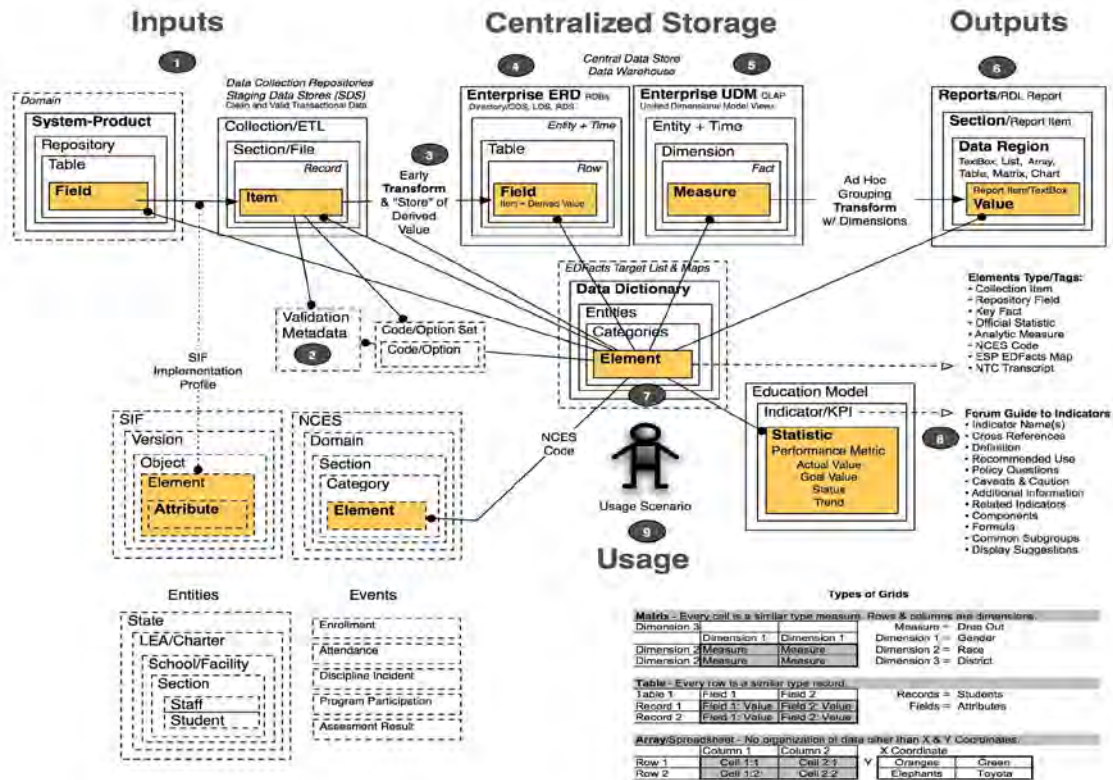 Inputs
Centralized Storage
Outputs
1
Data Collection Repositories
Staging Data Stores (SDS)
Clean and Valid Transactional Data
4
Central Data Store
Data Warehouse
5
6
Domain
System-Product
Repository
Table
Field
Collection/ETL
Section/File
Record
Item
3
Early
Transform
& "Store" of
Derived
Value
Enterprise ERD RDBs
Directory/ODS, LDS, RDS
Entity + Time
Table
Row
Field
Item + Derived Value
Enterprise UDM OLAP
United Dimensional Model Views
Entity + Time
Dimension
Fact
Measure
Ad Hoc
Grouping
Transform
w/ Dimensions
Reports/RDL Report
Section/Report Item
Data Region
TextBox, List, Array,
Table, Matrix, Chart
Report Item/TextBox
Value
EDFacts Target List & Maps
Data Dictionary
Entities
Categories
Element
7
Validation
Metadata
2
Code/Option Set
Code/Option
SIF
Implementation
Profile
Elements Type/Tags:
• Collection Item
• Repository Field
• Key Fact
• Official Statistic
• Analytic Measure
• NCES Code
• ESP EDFacts Map
• NTC Transcript
SIF
Version
Object
Element
Attribute
NCES
Domain
Section
Category
Element
NCES
Code
Usage Scenario
9
Usage
Education Model
Indicator/KPI
Statistic
Performance Metric
Actual Value
Goal Value
Status
Trend
8
Forum Guide to Indicators
• Indicator Name(s)
• Cross References
• Definition
• Recommended Use
• Policy Questions
• Caveats & Caution
• Additional Information
• Related Indicators
• Components
• Formula
• Common Subgroups
• Display Suggestions
Entities
State
LEA/Charter
School/Facility
Section
Staff
Student
Events
Enrollment
Attendance
Discipline Incident
Program Participation
Assesment Result
Types of Grids
Matrix - Every cell is a similar type measure. Rows & columns are dimensions.
Dimension 3 Measure = Drop Out
Dimension 1 Dimension 1 Dimension 1 = Gender
Dimension 2 Measure Measure Dimension 2 = Race
Dimension 2 Measure Measure Dimension 3 = District
Table - Every row is a similar type record.
Table 1 Field 1 Field 2 Records = Students
Record 1 Field 1: Value Field 2: Value Fields = Attributes
Record 2 Field 1: Value Field 2: Value
Array/Spreadsheet - No organization of data other than X & Y Coordinates.
Column 1 Column 2 X Coordinate
Row 1 Cell 1:1 Cell 2:1 Y Oranges Green
Row 2 Cell 1:2 Cell 2:2 Elephants Toyota